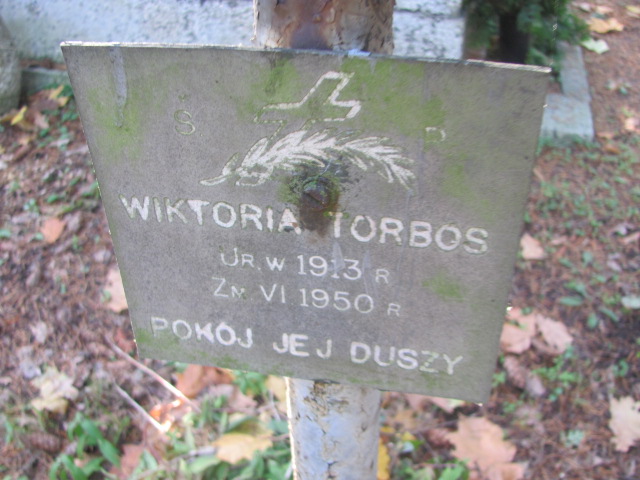 S P
WIKTORIA TORBOS
UR. W 1913 R
ZM VI 1950 R
POKÓJ JEJ DUSZY